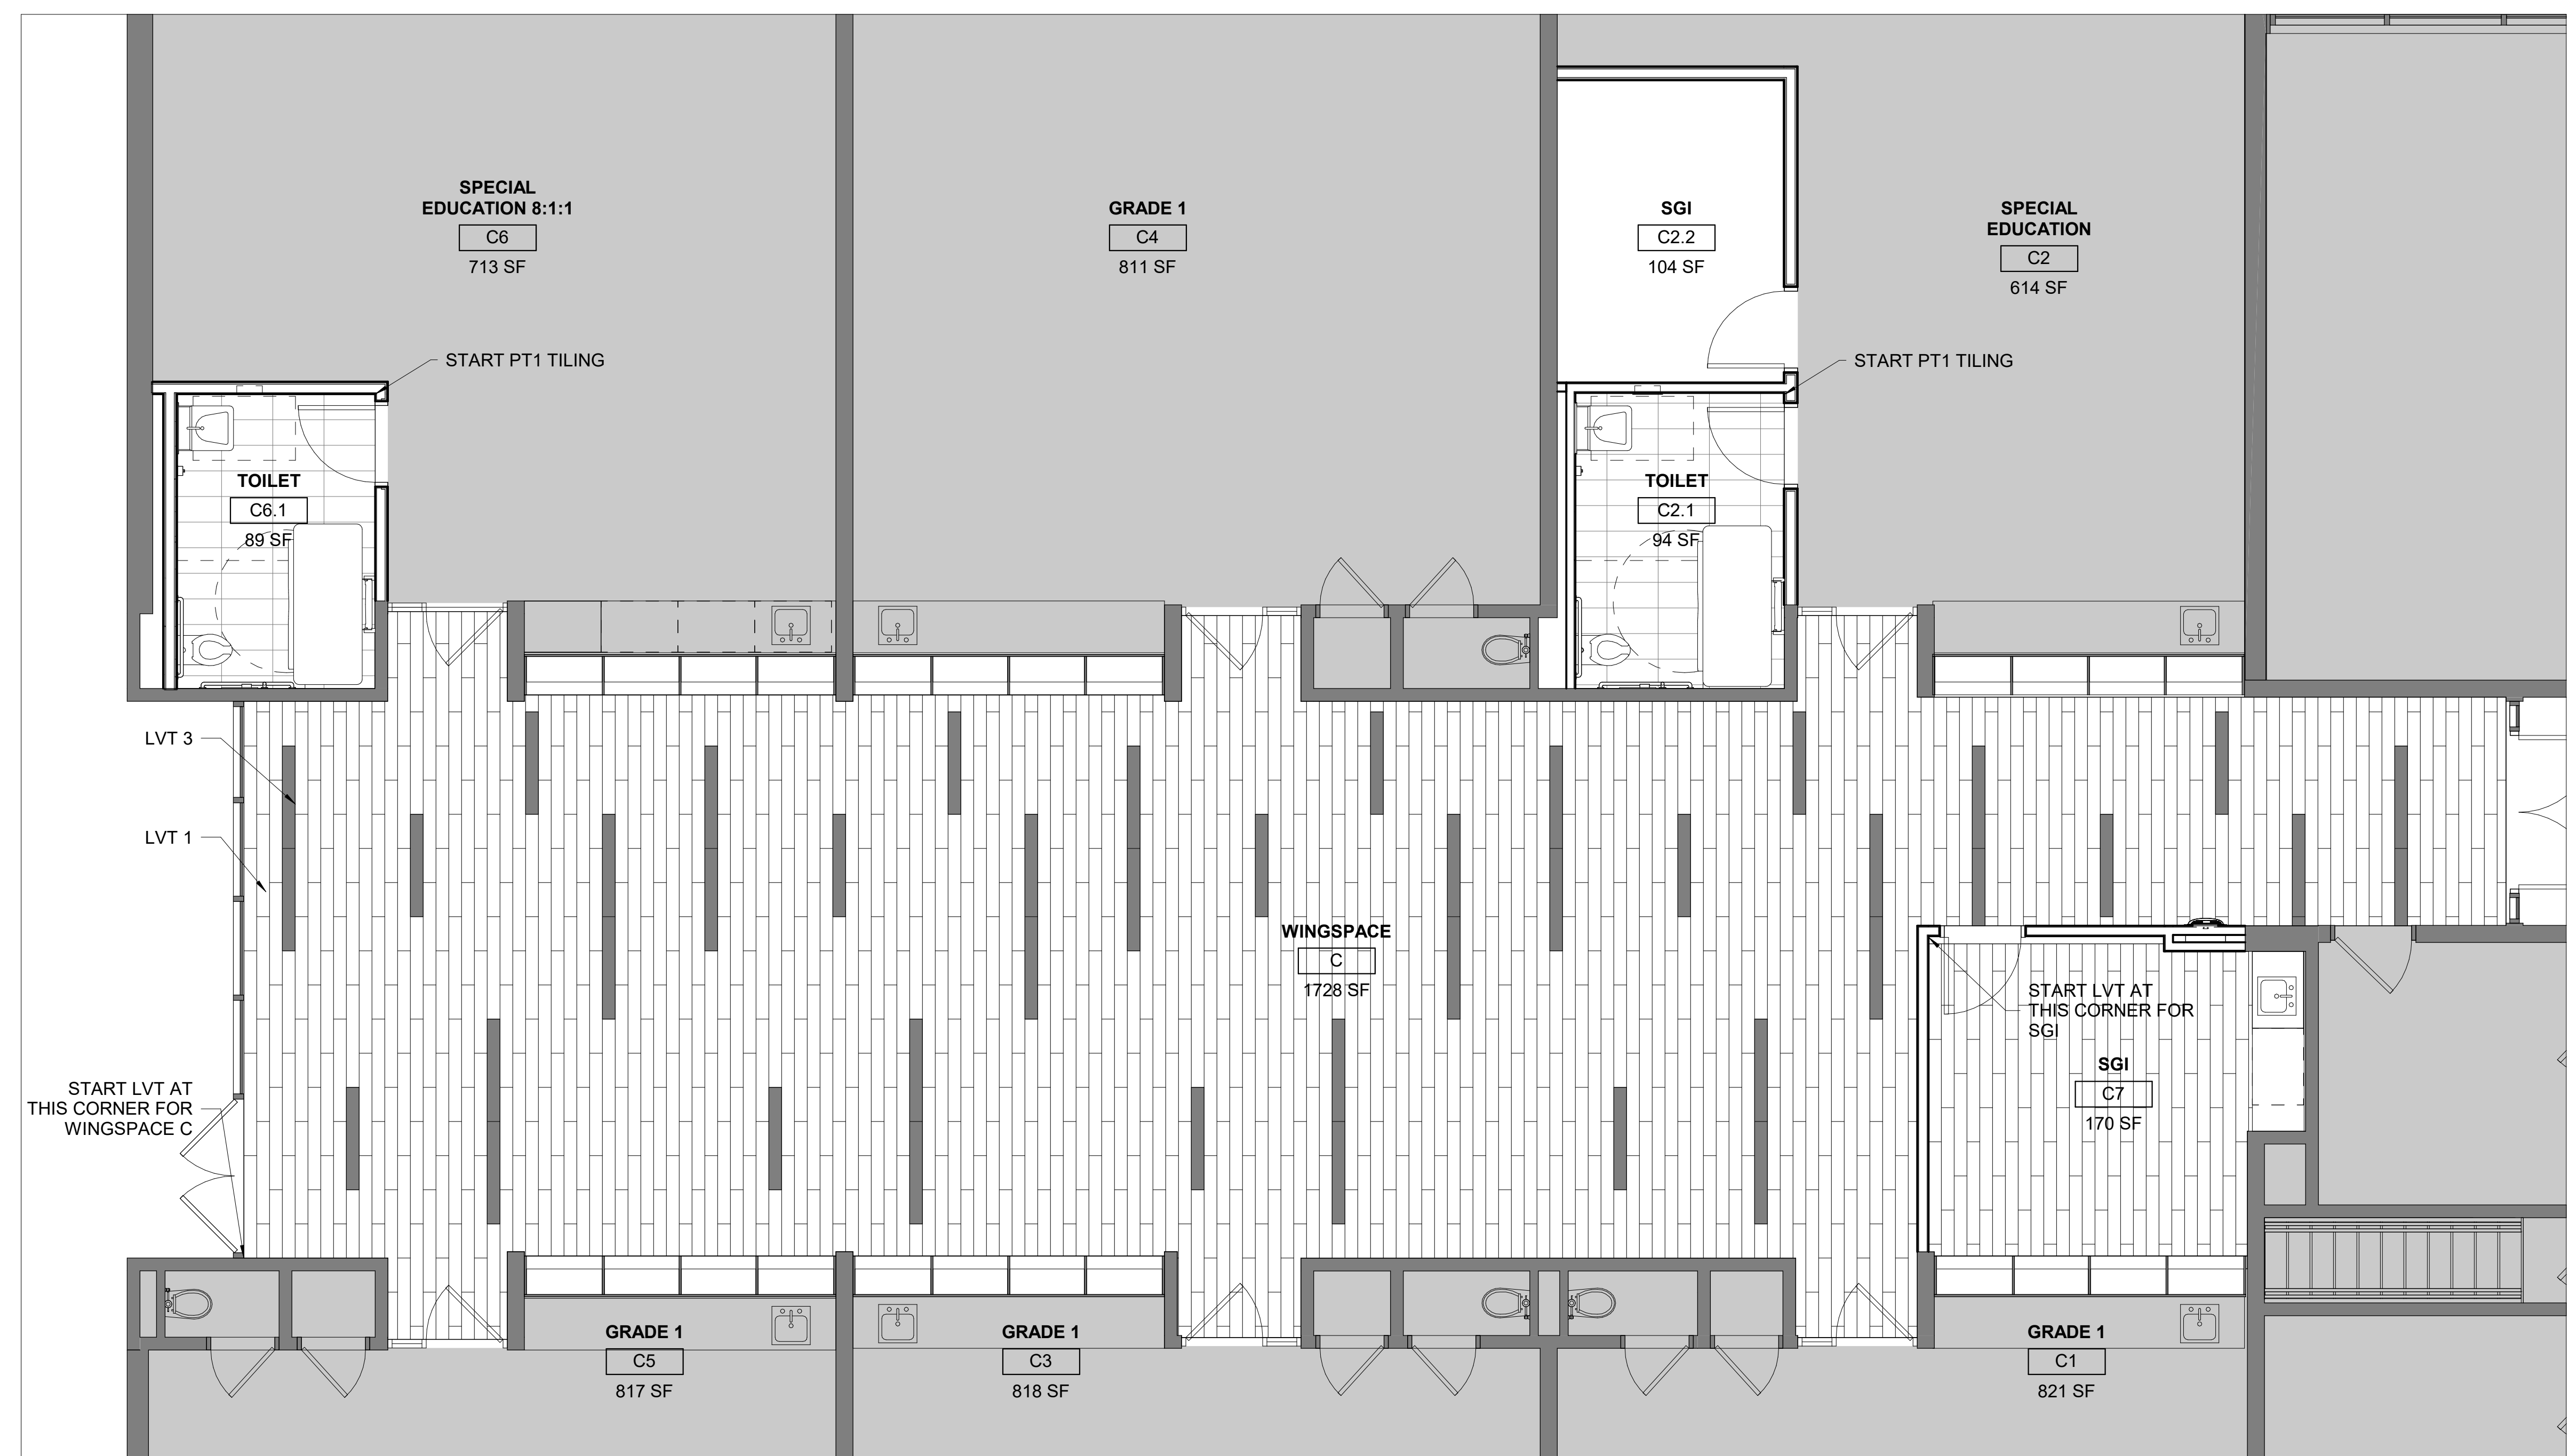 SPECIAL
EDUCATION 8:1:1
C6
713 SF
GRADE 1
C4
811 SF
SGI
C2.2
104 SF
SPECIAL
EDUCATION
C2
614 SF
START PT1 TILING
START PT1 TILING
TOILET
C6.1
89 SF
TOILET
C2.1
94 SF
LVT 3
LVT 1
WINGSPACE
C
1728 SF
START LVT AT
THIS CORNER FOR
SGI
SGI
C7
170 SF
START LVT AT
THIS CORNER FOR
WINGSPACE C
GRADE 1
C5
817 SF
GRADE 1
C3
818 SF
GRADE 1
C1
821 SF